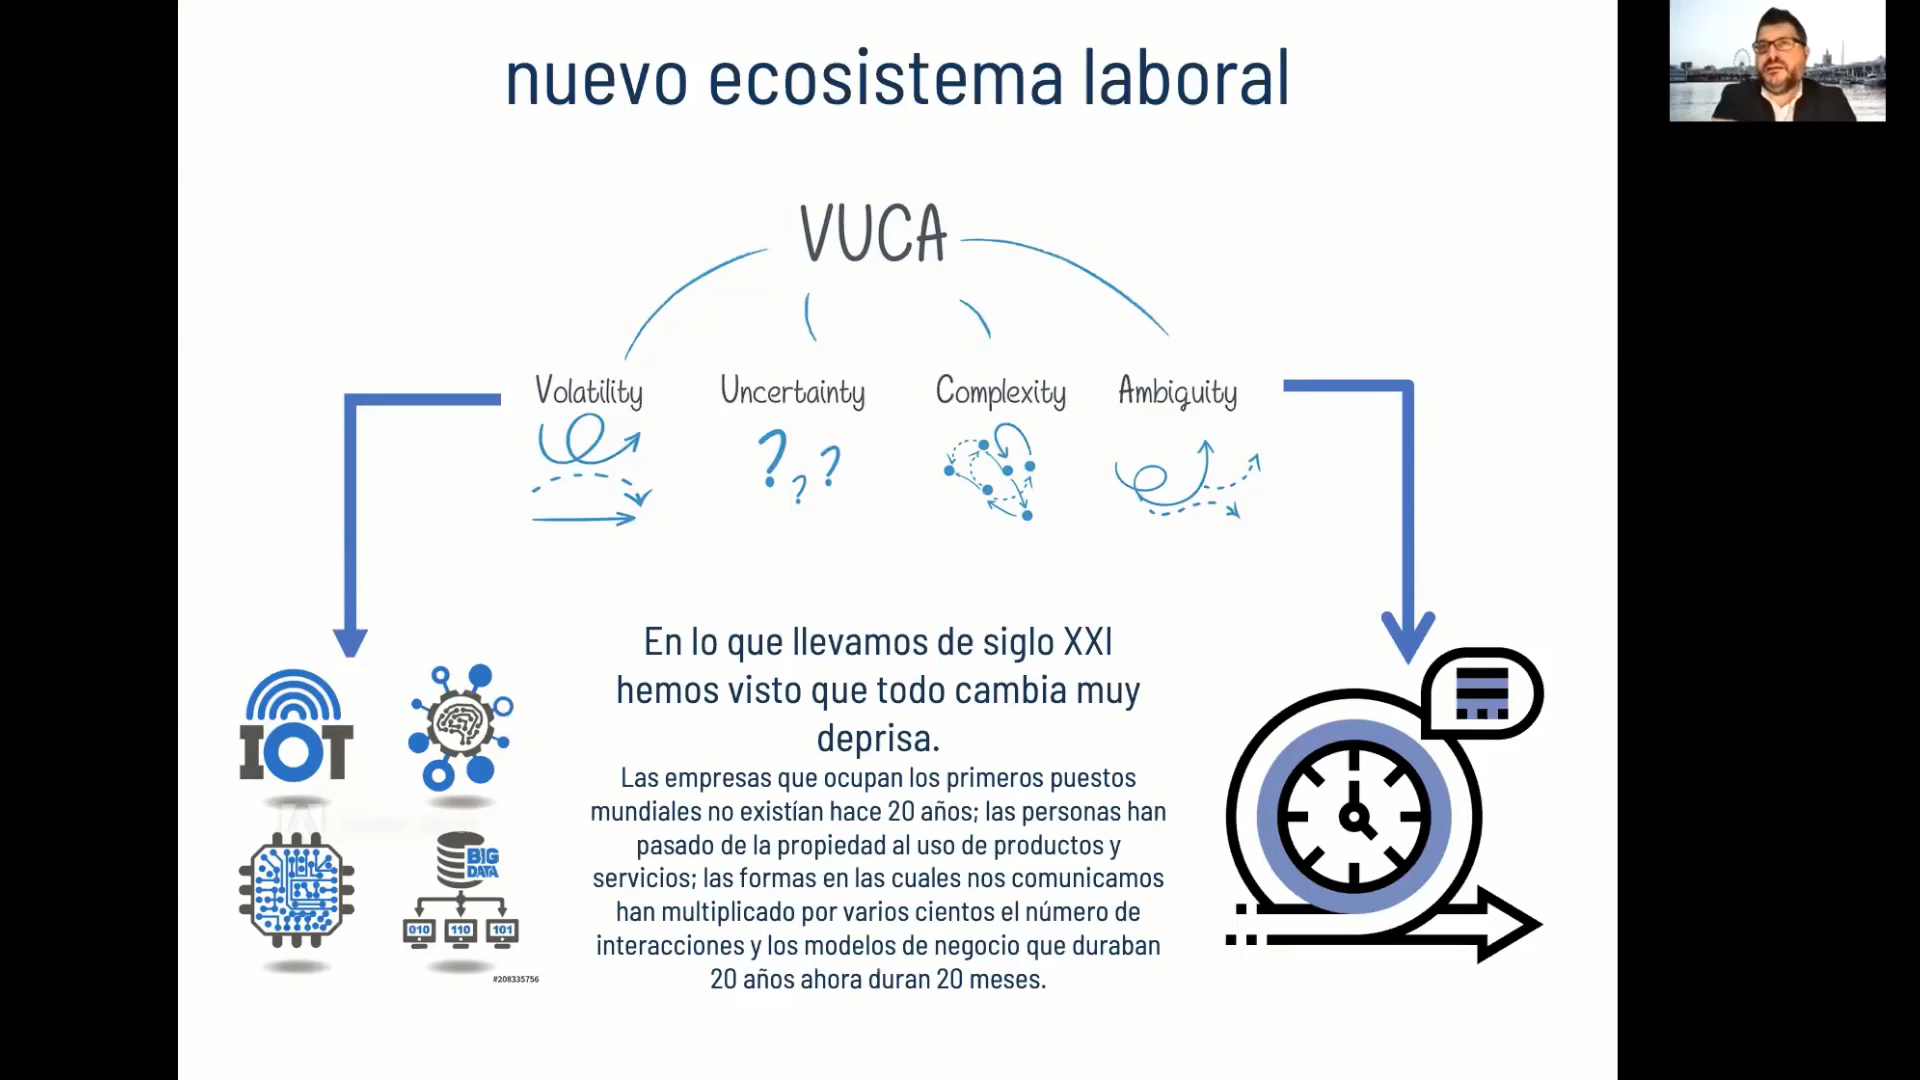 nuevo ecosistema laboral
VUCA
Volatility
Uncertainty
Complexity
Ambiguity
? ? ?
En lo que llevamos de siglo XXI
hemos visto que todo cambia muy
deprisa.
Las empresas que ocupan los primeros puestos
mundiales no existían hace 20 años; las personas han
pasado de la propiedad al uso de productos y
servicios; las formas en las cuales nos comunicamos
han multiplicado por varios cientos el número de
interacciones y los modelos de negocio que duraban
20 años ahora duran 20 meses.
IOT
BIG
DATA
010 110 101
#208335756